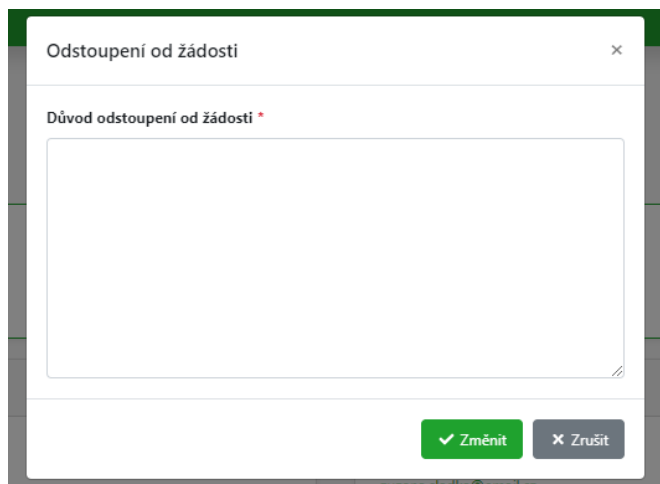 Odstoupení od žádosti
×
Důvod odstoupení od žádosti *
✓ Změnit
✕ Zrušit